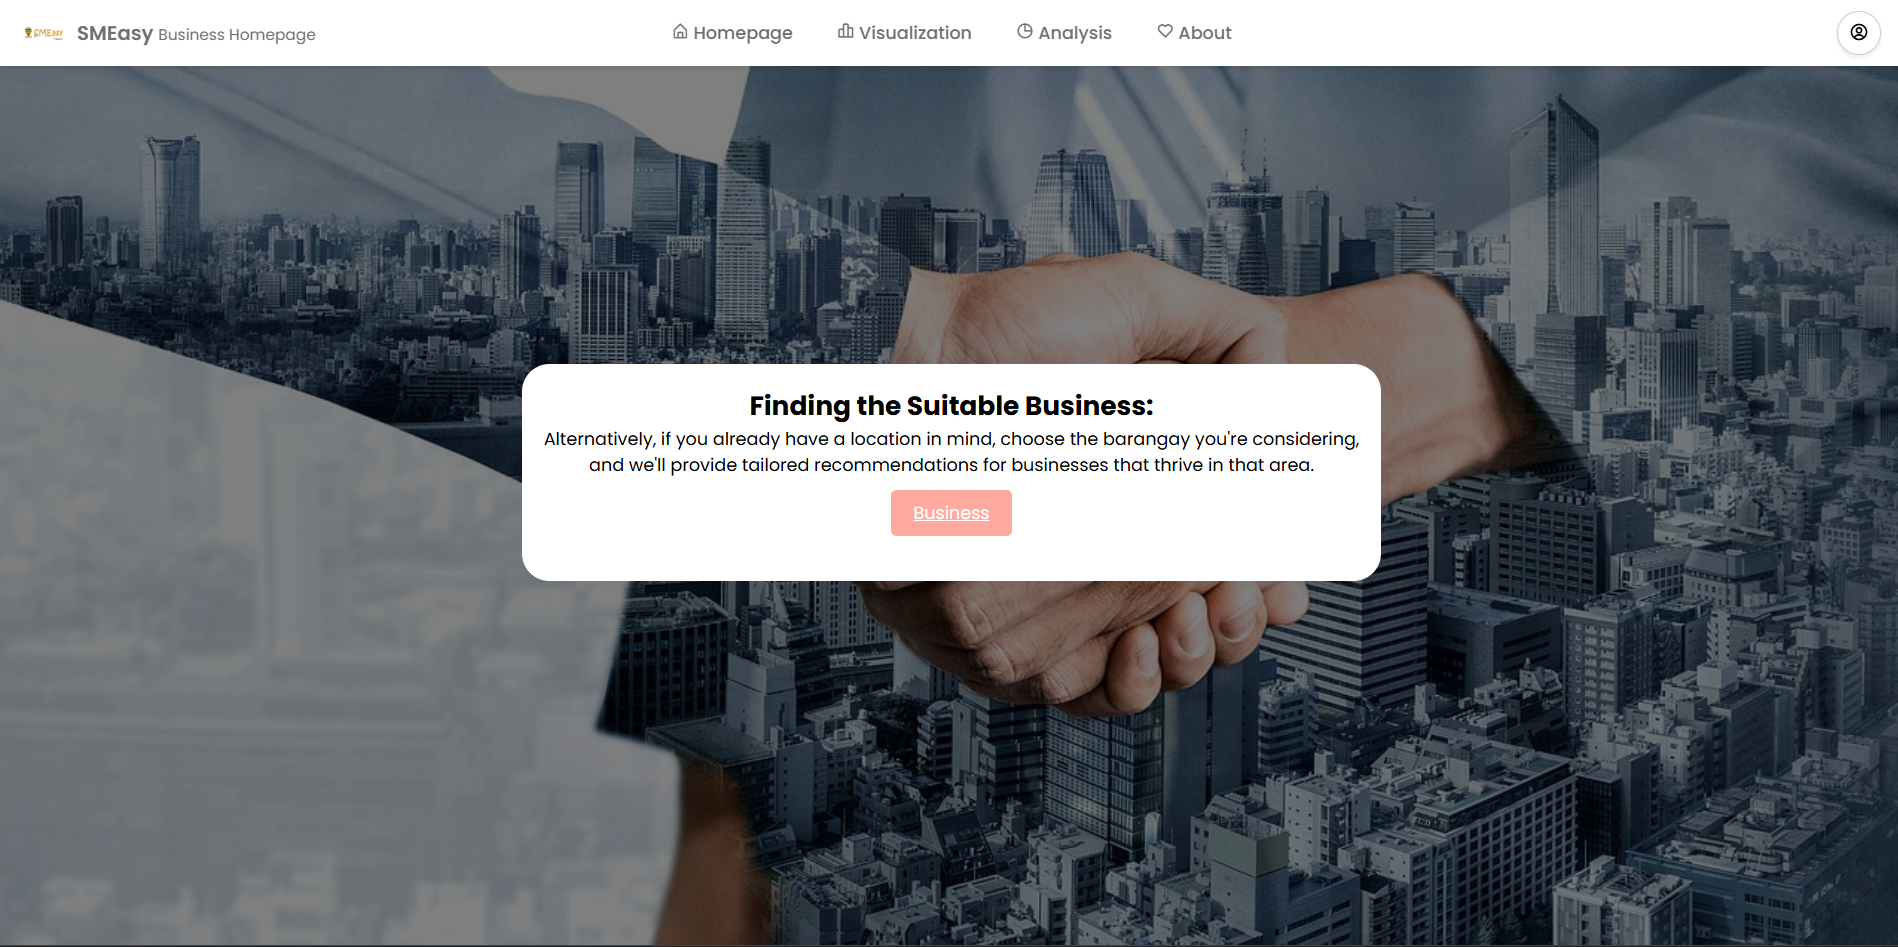 SMEasy
SMEasy Business Homepage
Homepage
Visualization
Analysis
About
Finding the Suitable Business:
Alternatively, if you already have a location in mind, choose the barangay you're considering,
and we'll provide tailored recommendations for businesses that thrive in that area.
Business